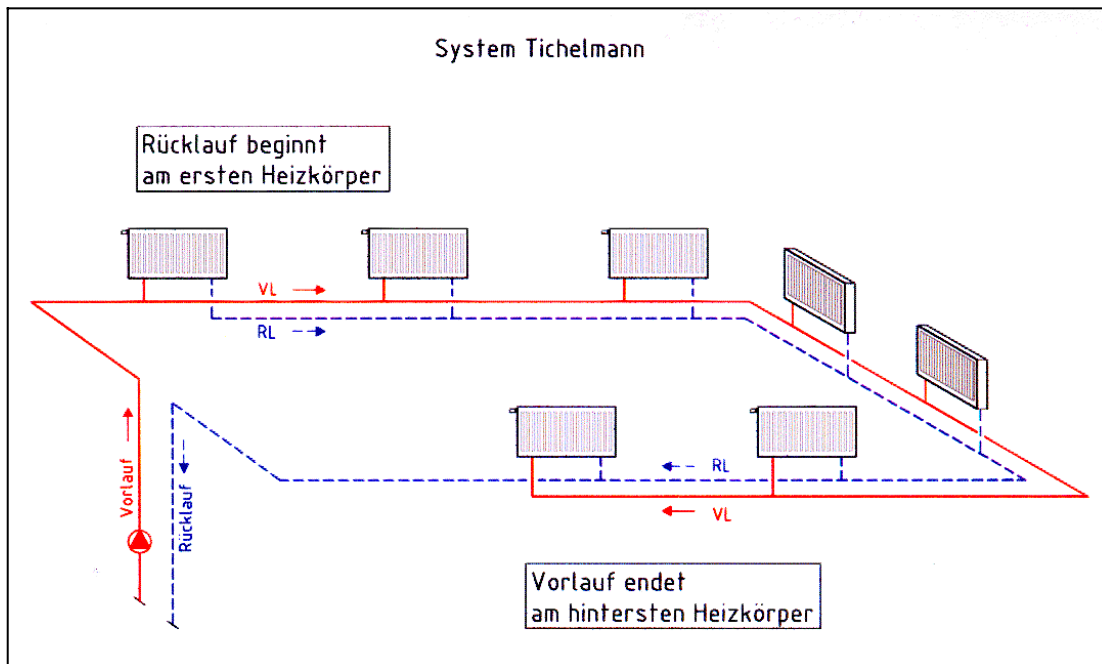 System Tichelmann
Rücklauf beginnt
am ersten Heizkörper
VL
RL
Vorlauf
Rücklauf
RL
VL
Vorlauf endet
am hintersten Heizkörper